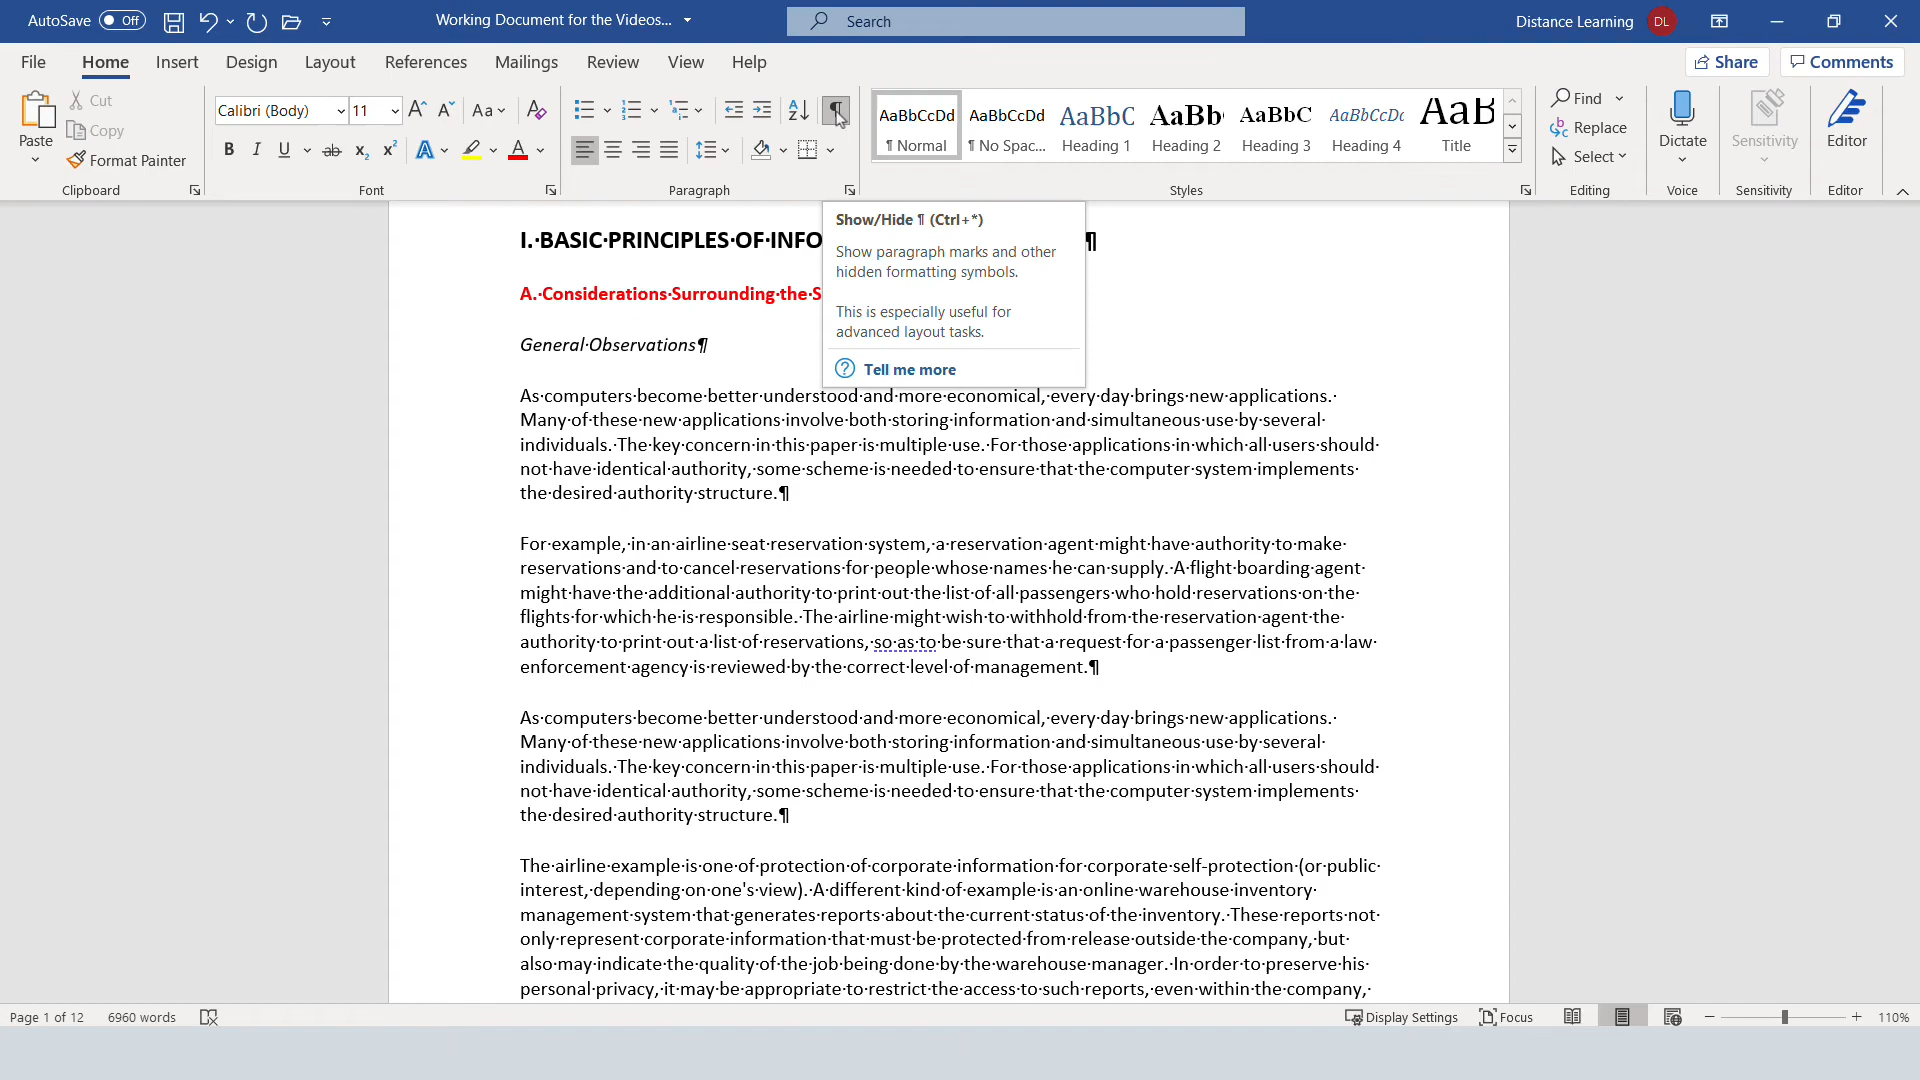 AutoSave Off Working Document for the Videos... Search Distance Learning DL
File Home Insert Design Layout References Mailings Review View Help Share Comments
Paste
Cut
Copy
Format Painter
Clipboard
Calibri (Body) 11
Font
Paragraph
AaBbCcDd AaBbCcDd AaBbC AaBb AaBbC AaBbCcDc AaB
¶ Normal ¶ No Spac... Heading 1 Heading 2 Heading 3 Heading 4 Title
Styles
Find
Replace
Select
Editing
Dictate
Voice
Sensitivity
Sensitivity
Editor
Editor
Show/Hide ¶ (Ctrl+*)
Show paragraph marks and other
hidden formatting symbols.
This is especially useful for
advanced layout tasks.
Tell me more
I.·BASIC·PRINCIPLES·OF·INFO ¶
A.·Considerations·Surrounding·the·S
General·Observations¶
As·computers·become·better·understood·and·more·economical,·every·day·brings·new·applications.·
Many·of·these·new·applications·involve·both·storing·information·and·simultaneous·use·by·several·
individuals.·The·key·concern·in·this·paper·is·multiple·use.·For·those·applications·in·which·all·users·should·
not·have·identical·authority,·some·scheme·is·needed·to·ensure·that·the·computer·system·implements·
the·desired·authority·structure.¶
For·example,·in·an·airline·seat·reservation·system,·a·reservation·agent·might·have·authority·to·make·
reservations·and·to·cancel·reservations·for·people·whose·names·he·can·supply.·A·flight·boarding·agent·
might·have·the·additional·authority·to·print·out·the·list·of·all·passengers·who·hold·reservations·on·the·
flights·for·which·he·is·responsible.·The·airline·might·wish·to·withhold·from·the·reservation·agent·the·
authority·to·print·out·a·list·of·reservations,·so·as·to·be·sure·that·a·request·for·a·passenger·list·from·a·law·
enforcement·agency·is·reviewed·by·the·correct·level·of·management.¶
As·computers·become·better·understood·and·more·economical,·every·day·brings·new·applications.·
Many·of·these·new·applications·involve·both·storing·information·and·simultaneous·use·by·several·
individuals.·The·key·concern·in·this·paper·is·multiple·use.·For·those·applications·in·which·all·users·should·
not·have·identical·authority,·some·scheme·is·needed·to·ensure·that·the·computer·system·implements·
the·desired·authority·structure.¶
The·airline·example·is·one·of·protection·of·corporate·information·for·corporate·self-protection·(or·public·
interest,·depending·on·one's·view).·A·different·kind·of·example·is·an·online·warehouse·inventory·
management·system·that·generates·reports·about·the·current·status·of·the·inventory.·These·reports·not·
only·represent·corporate·information·that·must·be·protected·from·release·outside·the·company,·but·
also·may·indicate·the·quality·of·the·job·being·done·by·the·warehouse·manager.·In·order·to·preserve·his·
personal·privacy,·it·may·be·appropriate·to·restrict·the·access·to·such·reports,·even·within·the·company,·
Page 1 of 12 6960 words Display Settings Focus 110%